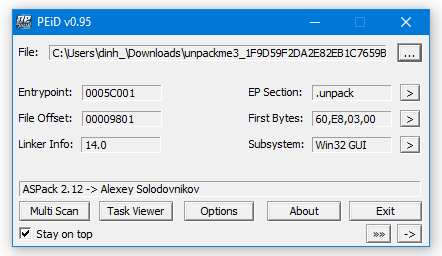 PEiD v0.95
File: C:\Users\dinh_\Downloads\unpackme3_1F9D59F2DA2E82EB1C7659B ...
Entrypoint: 0005C001 EP Section: .unpack >
File Offset: 00009801 First Bytes: 60,E8,03,00 >
Linker Info: 14.0 Subsystem: Win32 GUI >
ASPack 2.12 -> Alexey Solodovnikov
Multi Scan Task Viewer Options About Exit
Stay on top »» ->